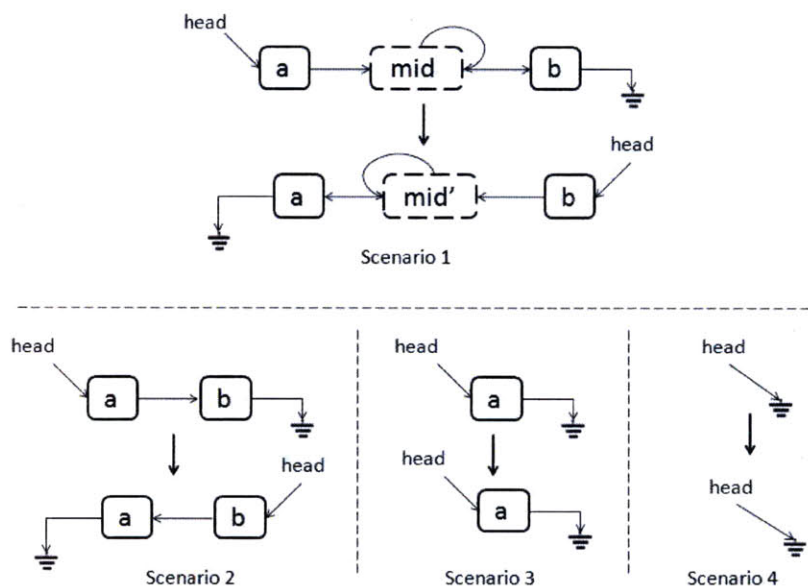 head
a mid b
head
a mid' b
Scenario 1
head
a b
head
a b
Scenario 2
head
a
head
a
Scenario 3
head
head
Scenario 4